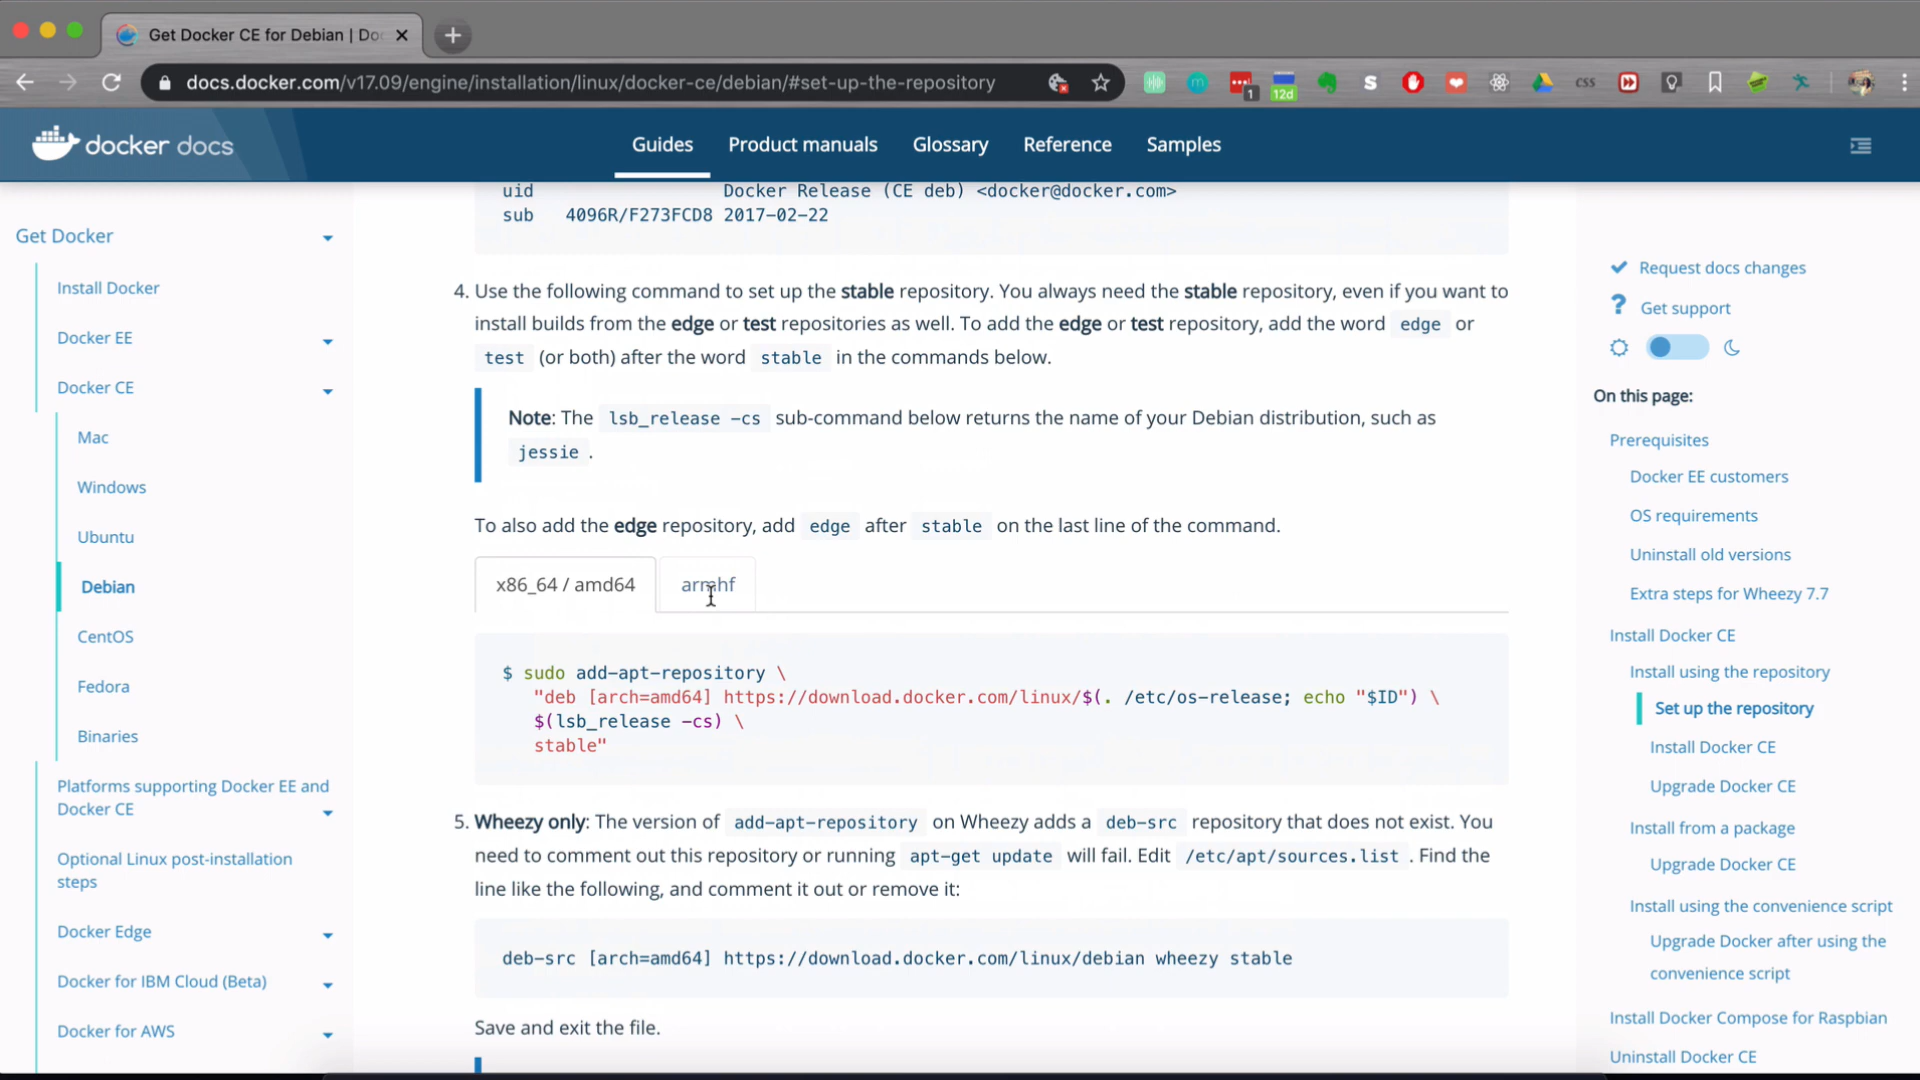 Get Docker CE for Debian | Do
docs.docker.com/v17.09/engine/installation/linux/docker-ce/debian/#set-up-the-repository
1
12d
S
CSS
docker docs
Guides
Product manuals
Glossary
Reference
Samples
Get Docker
Install Docker
Docker EE
Docker CE
Mac
Windows
Ubuntu
Debian
CentOS
Fedora
Binaries
Platforms supporting Docker EE and
Docker CE
Optional Linux post-installation
steps
Docker Edge
Docker for IBM Cloud (Beta)
Docker for AWS
uid Docker Release (CE deb) <docker@docker.com>
sub 4096R/F273FCD8 2017-02-22
4. Use the following command to set up the stable repository. You always need the stable repository, even if you want to
install builds from the edge or test repositories as well. To add the edge or test repository, add the word edge or
test (or both) after the word stable in the commands below.
Note: The lsb_release -cs sub-command below returns the name of your Debian distribution, such as
jessie .
To also add the edge repository, add edge after stable on the last line of the command.
x86_64 / amd64
armhf
$ sudo add-apt-repository \
"deb [arch=amd64] https://download.docker.com/linux/$(. /etc/os-release; echo "$ID") \
$(lsb_release -cs) \
stable"
5. Wheezy only: The version of add-apt-repository on Wheezy adds a deb-src repository that does not exist. You
need to comment out this repository or running apt-get update will fail. Edit /etc/apt/sources.list . Find the
line like the following, and comment it out or remove it:
deb-src [arch=amd64] https://download.docker.com/linux/debian wheezy stable
Save and exit the file.
Request docs changes
Get support
On this page:
Prerequisites
Docker EE customers
OS requirements
Uninstall old versions
Extra steps for Wheezy 7.7
Install Docker CE
Install using the repository
Set up the repository
Install Docker CE
Upgrade Docker CE
Install from a package
Upgrade Docker CE
Install using the convenience script
Upgrade Docker after using the
convenience script
Install Docker Compose for Raspbian
Uninstall Docker CE